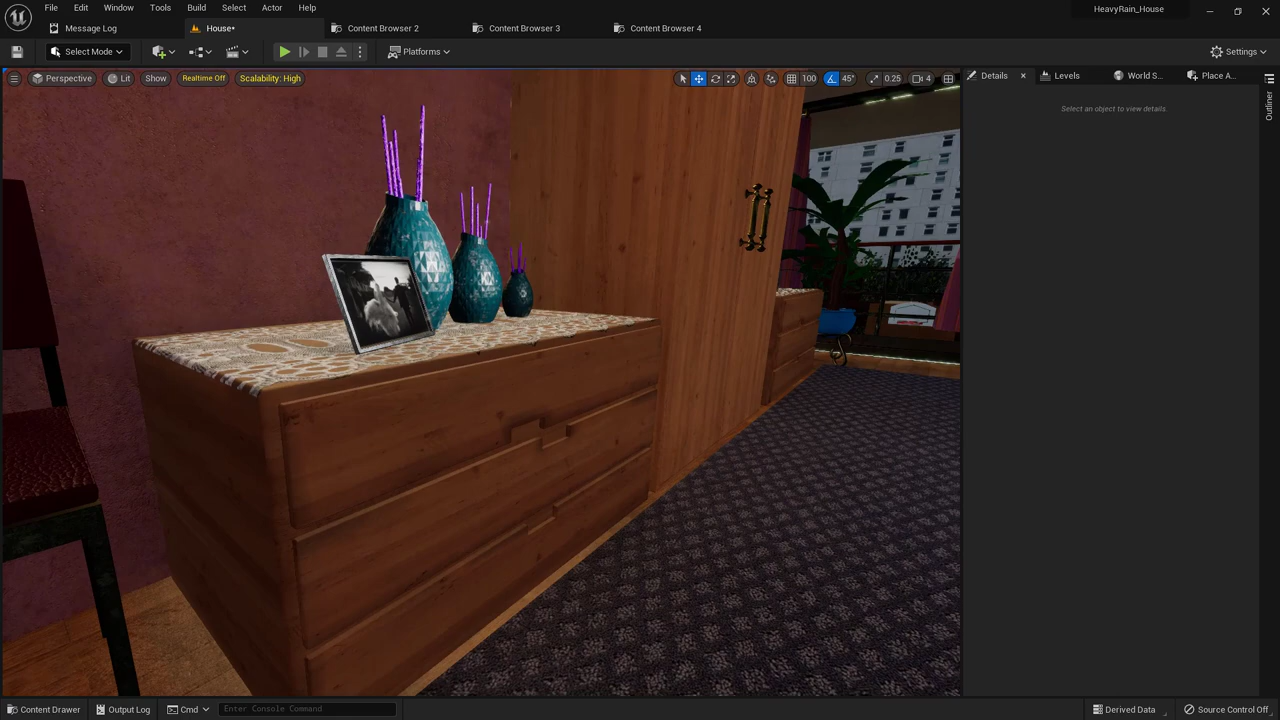 File Edit Window Tools Build Select Actor Help
HeavyRain_House
Message Log House* Content Browser 2 Content Browser 3 Content Browser 4
Select Mode Platforms Settings
Perspective Lit Show Realtime Off Scalability: High 100 45° 0.25 4
Details Levels World S... Place A...
Outliner
Select an object to view details.
Content Drawer Output Log Cmd Enter Console Command Derived Data Source Control Off